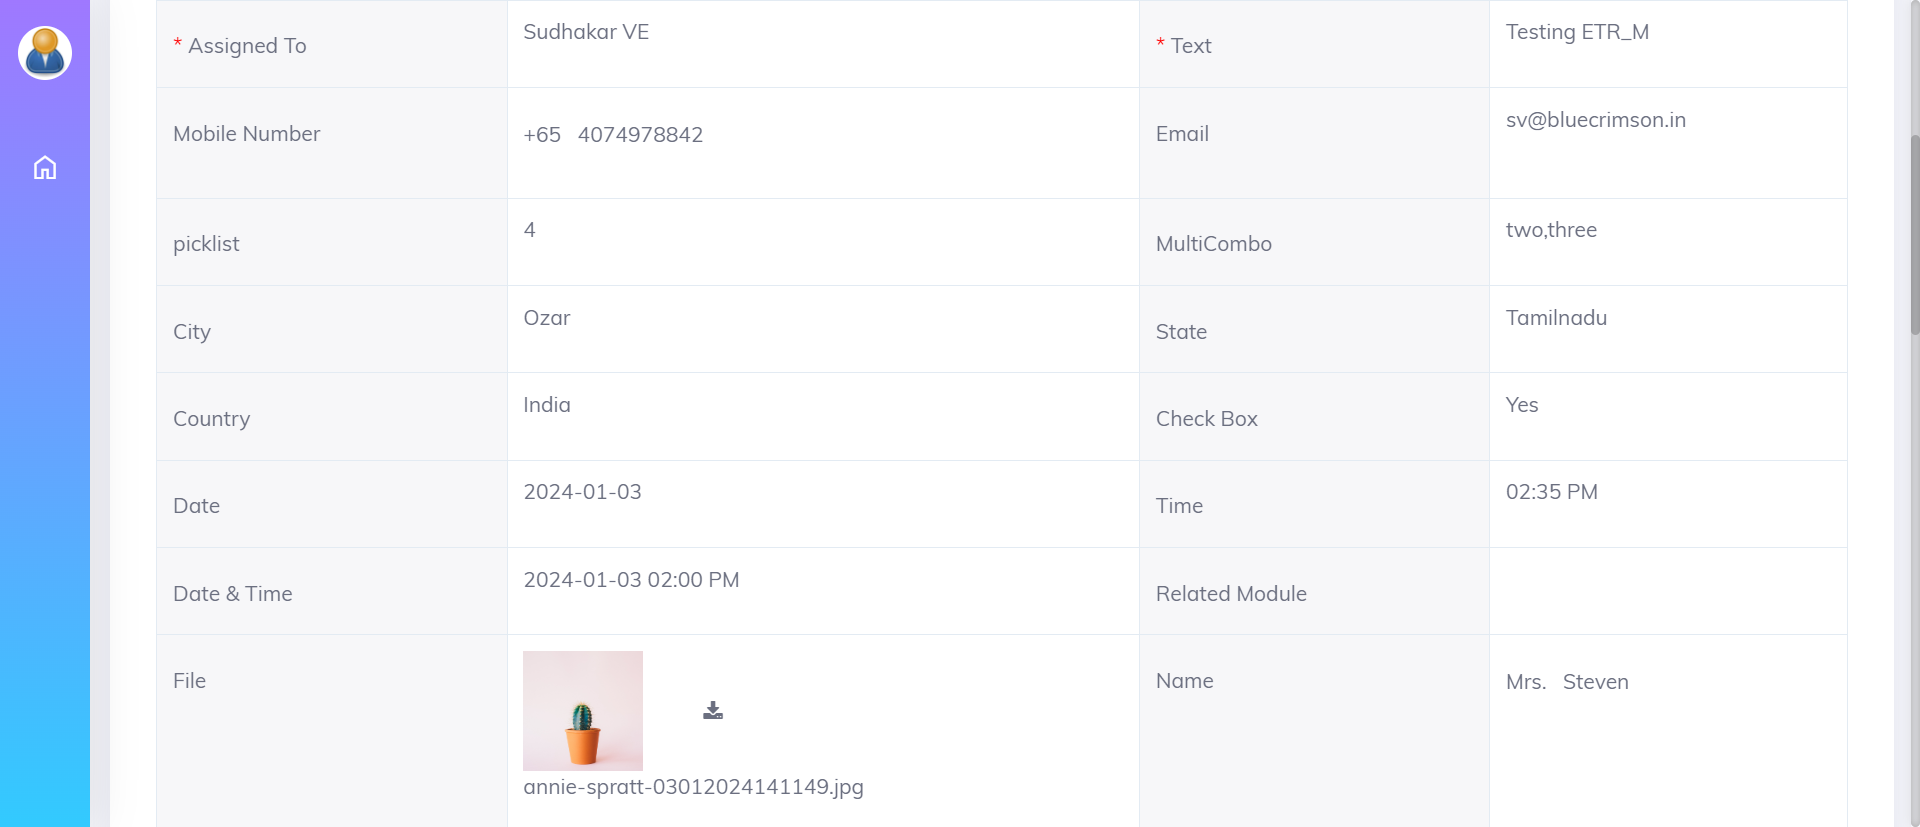 * Assigned To Sudhakar VE * Text Testing ETR_M
Mobile Number +65 4074978842 Email sv@bluecrimson.in
picklist 4 MultiCombo two,three
City Ozar State Tamilnadu
Country India Check Box Yes
Date 2024-01-03 Time 02:35 PM
Date & Time 2024-01-03 02:00 PM Related Module
File Name Mrs. Steven
annie-spratt-03012024141149.jpg